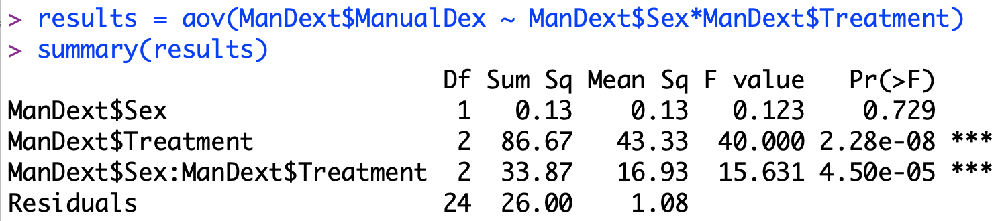 > results = aov(ManDext$ManualDex ~ ManDext$Sex*ManDext$Treatment)
> summary(results)
                              Df Sum Sq Mean Sq F value   Pr(>F)
ManDext$Sex                    1   0.13    0.13   0.123    0.729
ManDext$Treatment              2  86.67   43.33  40.000 2.28e-08 ***
ManDext$Sex:ManDext$Treatment  2  33.87   16.93  15.631 4.50e-05 ***
Residuals                     24  26.00    1.08